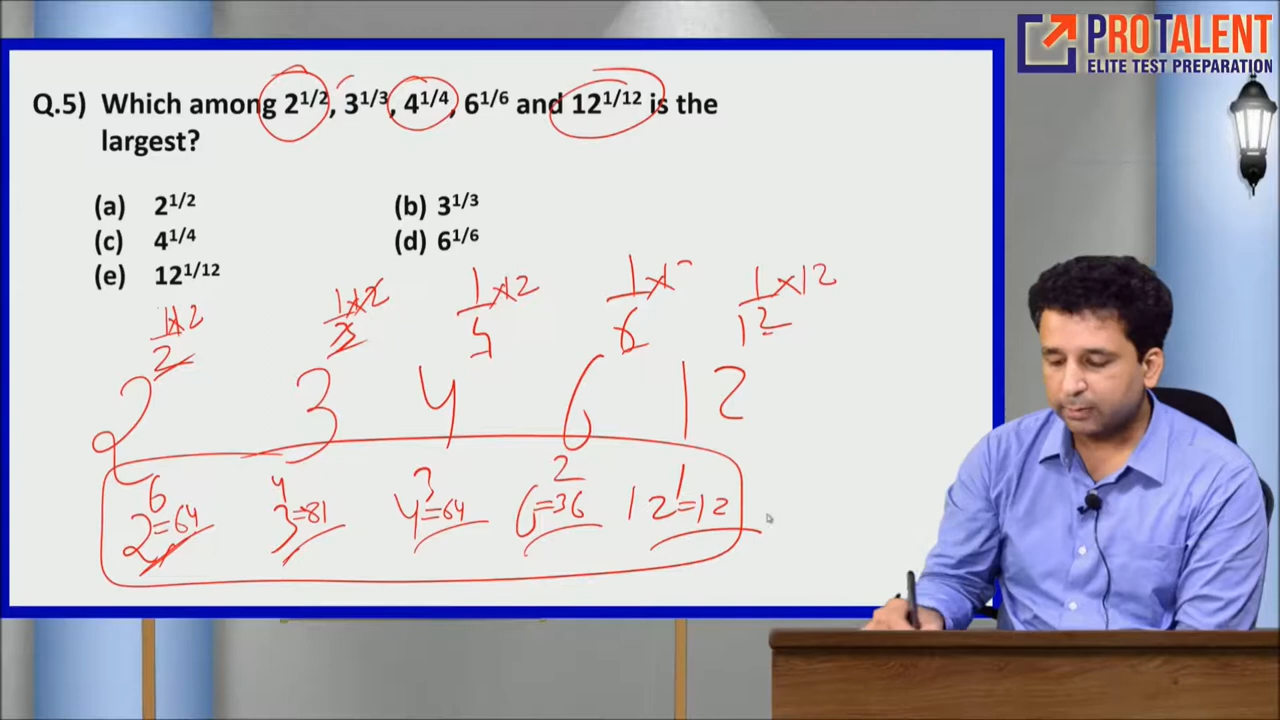 PROTALENT
ELITE TEST PREPARATION
Q.5) Which among 2^1/2, 3^1/3, 4^1/4, 6^1/6 and 12^1/12 is the
largest?
(a) 2^1/2 (b) 3^1/3
(c) 4^1/4 (d) 6^1/6
(e) 12^1/12
1×12 1×12 1×12 1×1 1×12
2 3 4 6 12
2 3 4 6 12
2^6=64 3^4=81 4^3=64 6^2=36 12^1=12